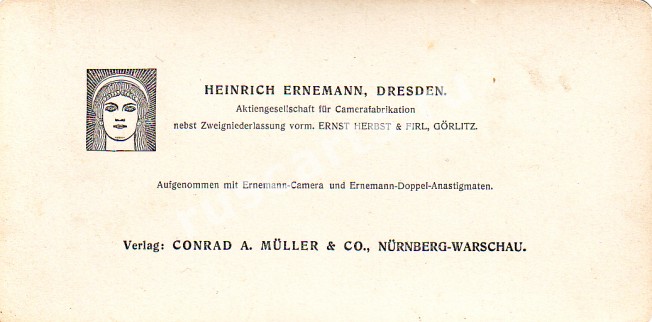 HEINRICH ERNEMANN, DRESDEN.
Aktiengesellschaft für Camerafabrikation
nebst Zweigniederlassung vorm. ERNST HERBST & FIRL, GÖRLITZ.
Aufgenommen mit Ernemann-Camera und Ernemann-Doppel-Anastigmaten.
Verlag: CONRAD A. MÜLLER & CO., NÜRNBERG-WARSCHAU.